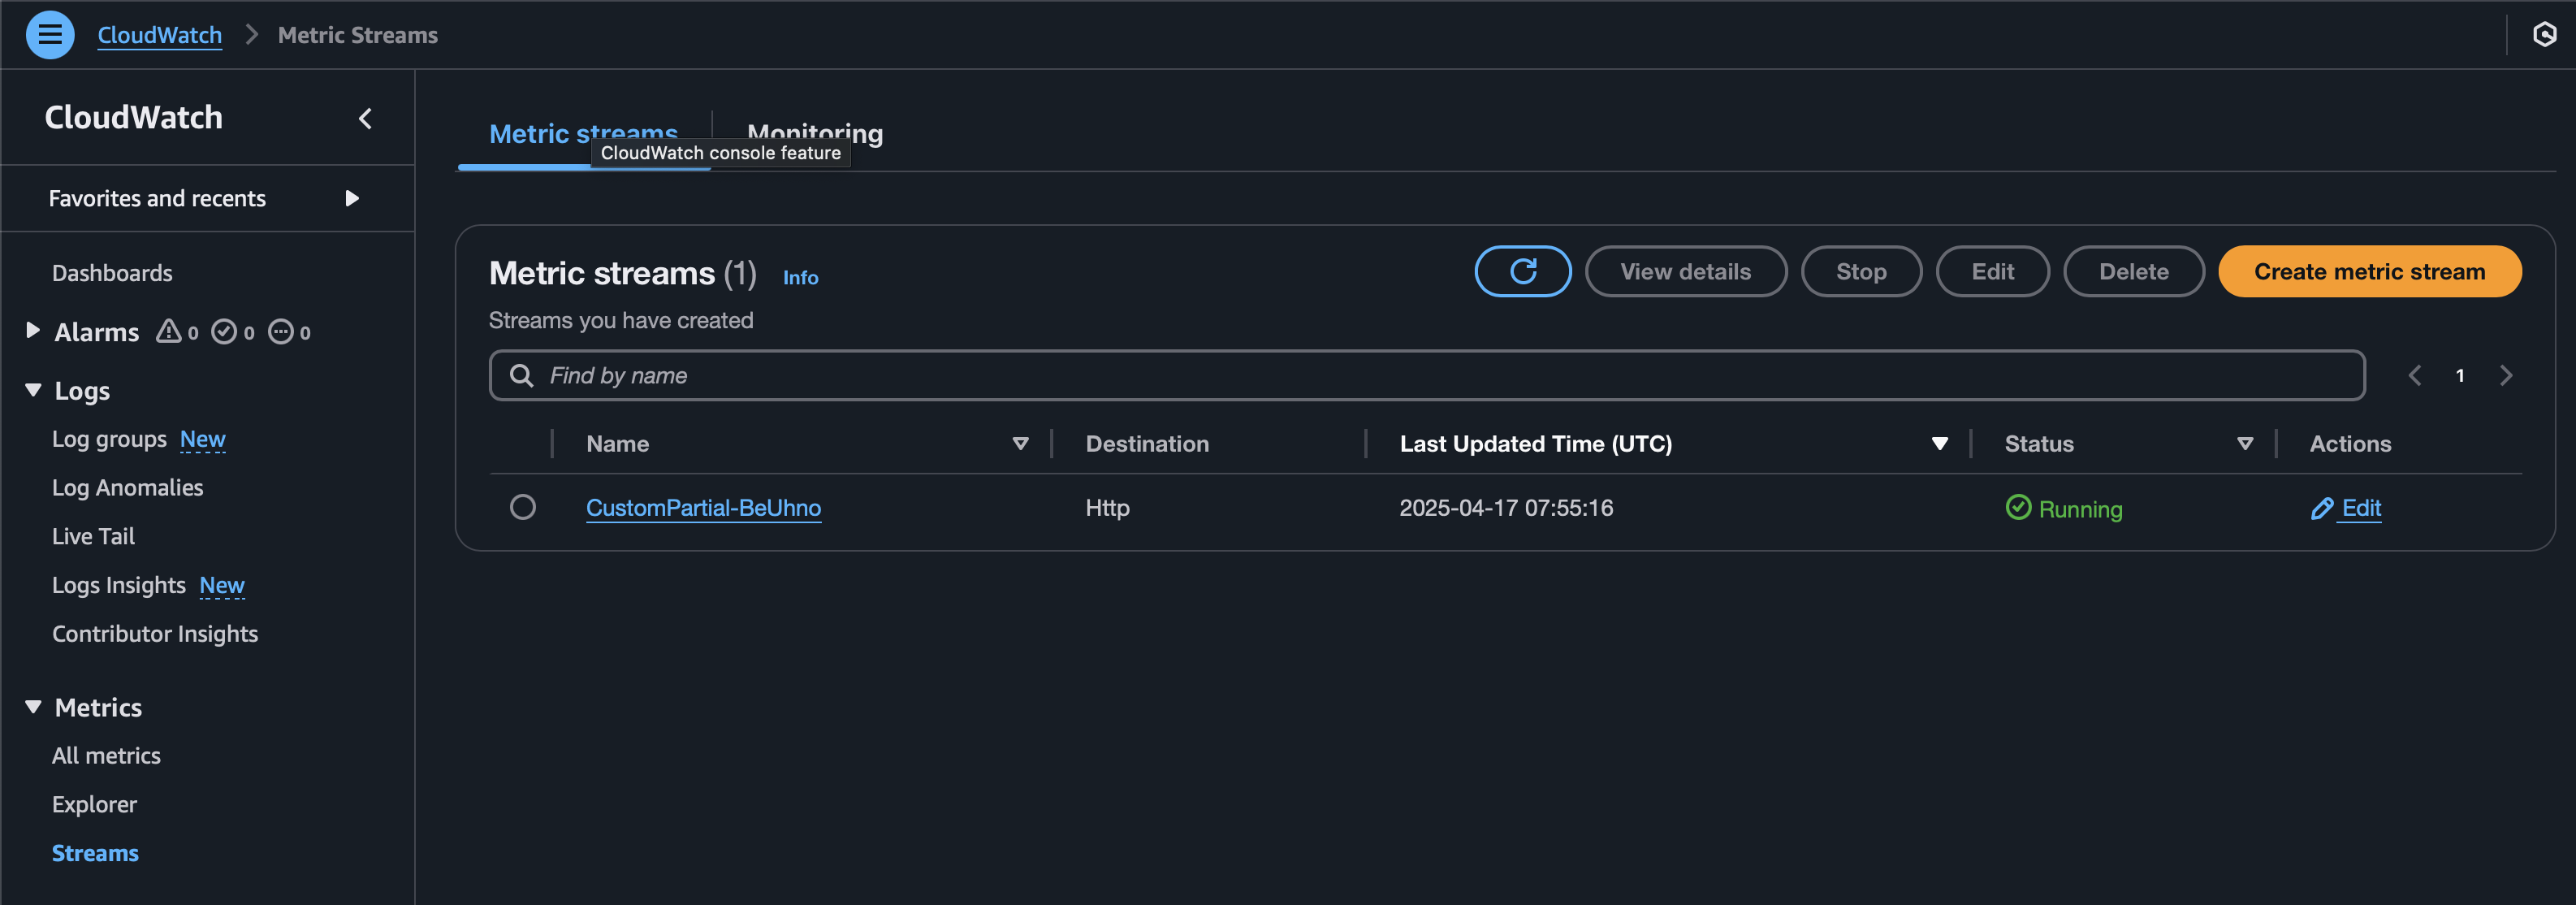 CloudWatch > Metric Streams
CloudWatch
Favorites and recents
Dashboards
Alarms 0 0 0
Logs
Log groups New
Log Anomalies
Live Tail
Logs Insights New
Contributor Insights
Metrics
All metrics
Explorer
Streams
Metric streams Monitoring
CloudWatch console feature
Metric streams (1) Info
View details Stop Edit Delete Create metric stream
Streams you have created
Find by name
1
Name Destination Last Updated Time (UTC) Status Actions
CustomPartial-BeUhno Http 2025-04-17 07:55:16 Running Edit